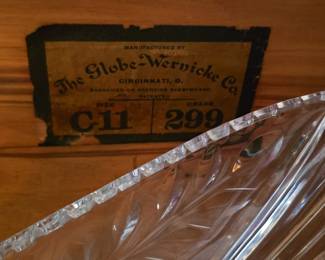 MANUFACTURED BY
The Globe-Wernicke Co.
CINCINNATI, O.
SIZE GRADE
C11 299